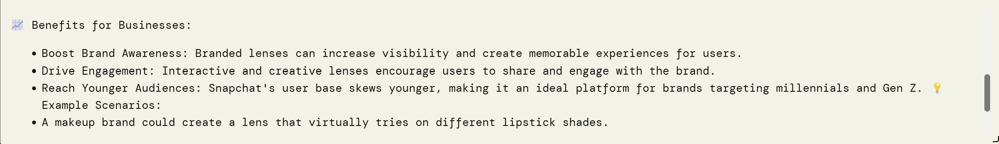 📈 Benefits for Businesses:
• Boost Brand Awareness: Branded lenses can increase visibility and create memorable experiences for users.
• Drive Engagement: Interactive and creative lenses encourage users to share and engage with the brand.
• Reach Younger Audiences: Snapchat's user base skews younger, making it an ideal platform for brands targeting millennials and Gen Z. 💡
Example Scenarios:
• A makeup brand could create a lens that virtually tries on different lipstick shades.